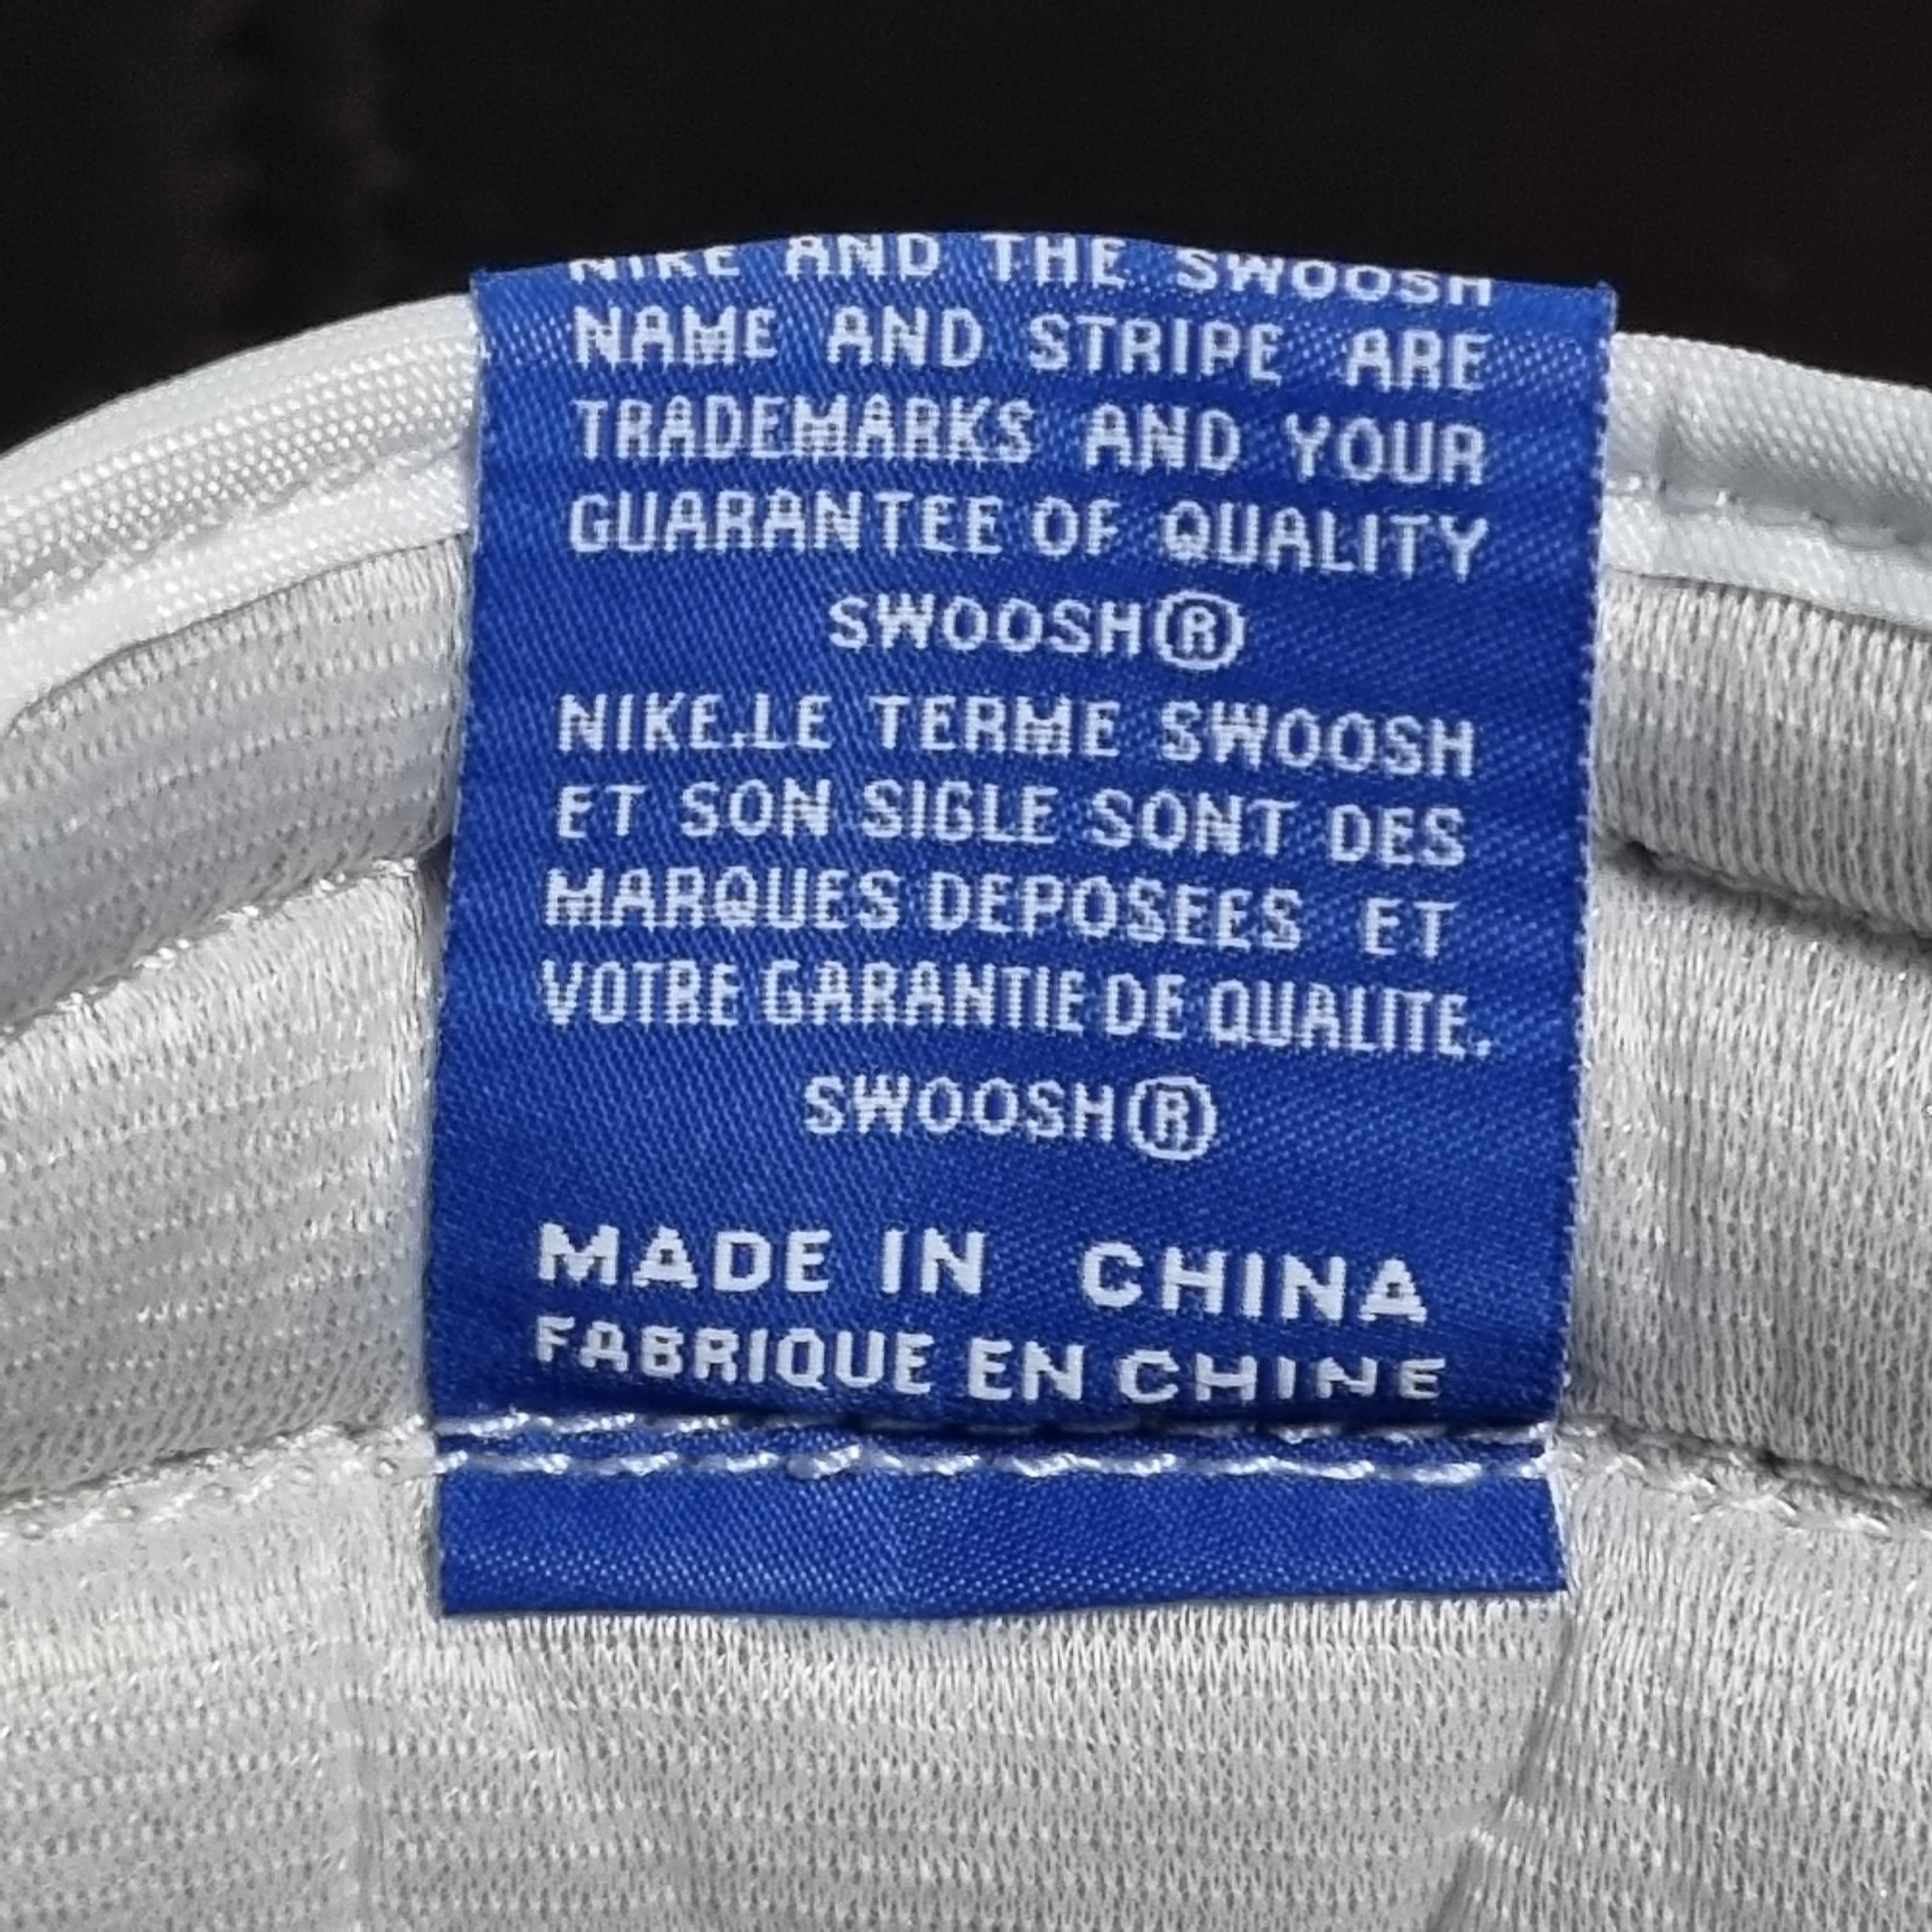 NIKE AND THE SWOOSH
NAME AND STRIPE ARE
TRADEMARKS AND YOUR
GUARANTEE OF QUALITY
SWOOSH®
NIKE.LE TERME SWOOSH
ET SON SIGLE SONT DES
MARQUES DEPOSEES ET
VOTRE GARANTIE DE QUALITE.
SWOOSH®
MADE IN CHINA
FABRIQUE EN CHINE